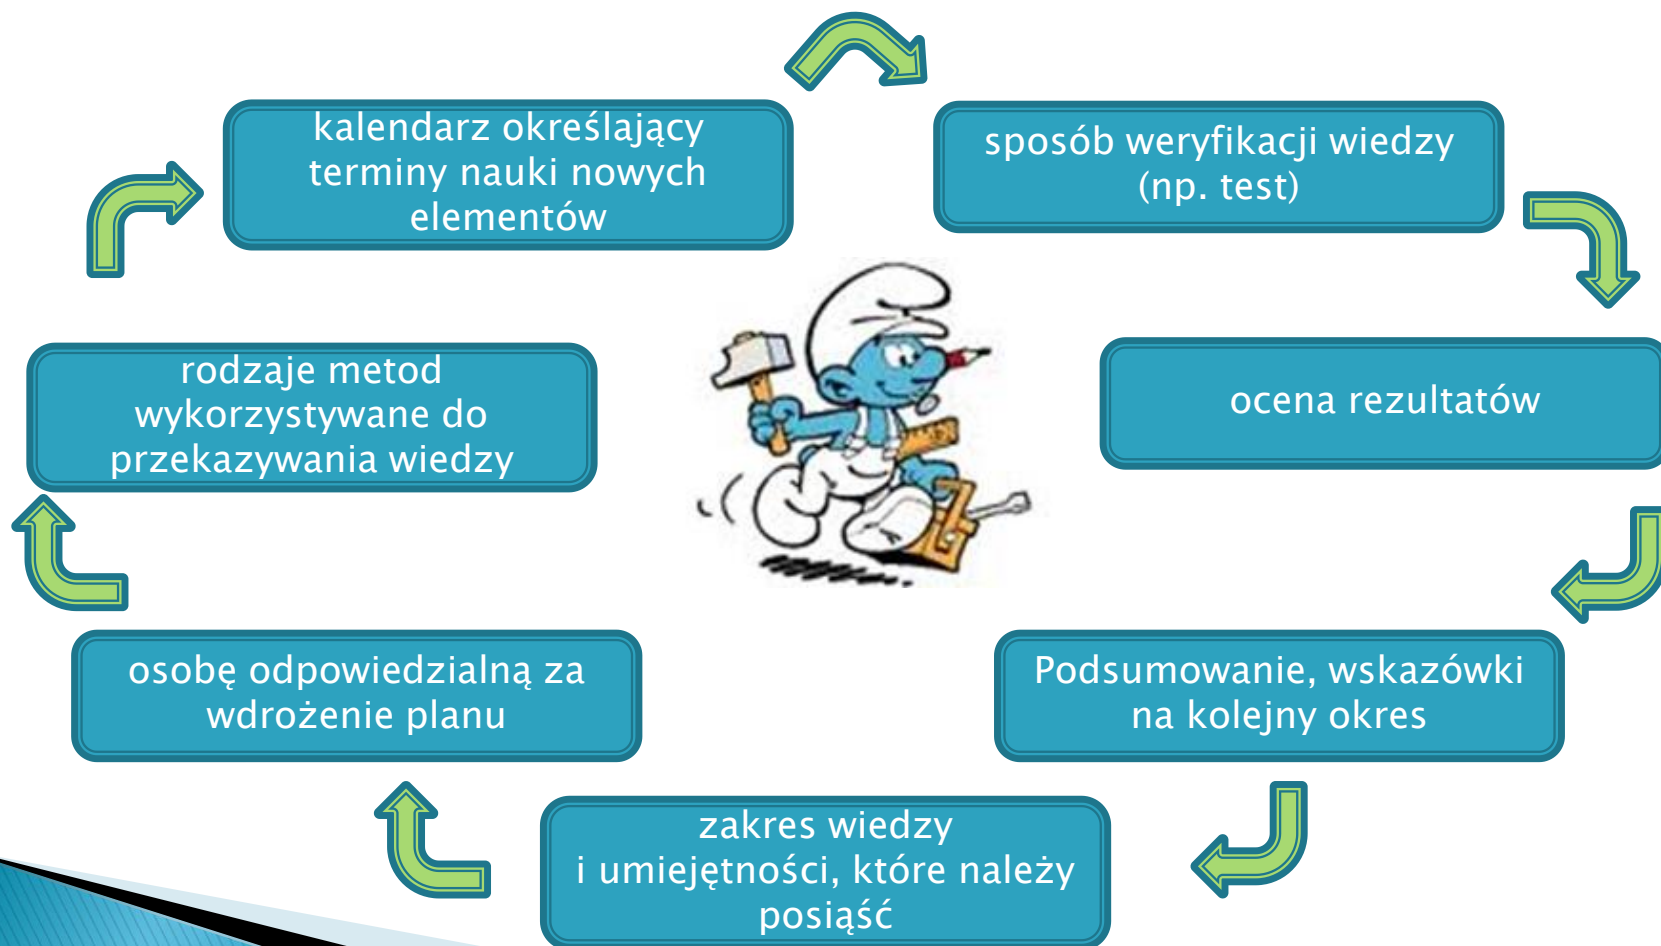 kalendarz określający
terminy nauki nowych
elementów
sposób weryfikacji wiedzy
(np. test)
rodzaje metod
wykorzystywane do
przekazywania wiedzy
ocena rezultatów
osobę odpowiedzialną za
wdrożenie planu
Podsumowanie, wskazówki
na kolejny okres
zakres wiedzy
i umiejętności, które należy
posiąść